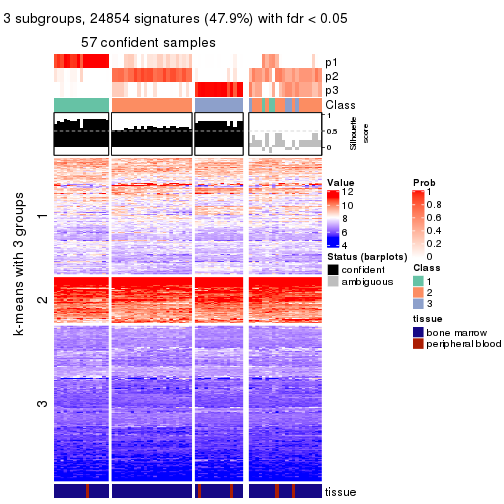 3 subgroups, 24854 signatures (47.9%) with fdr < 0.05
57 confident samples
p1
p2
p3
Class
1
0.5
0
Silhouette
score
k-means with 3 groups
1
2
3
tissue
Value
12
10
8
6
4
Status (barplots)
confident
ambiguous
Prob
1
0.8
0.6
0.4
0.2
0
Class
1
2
3
tissue
bone marrow
peripheral blood